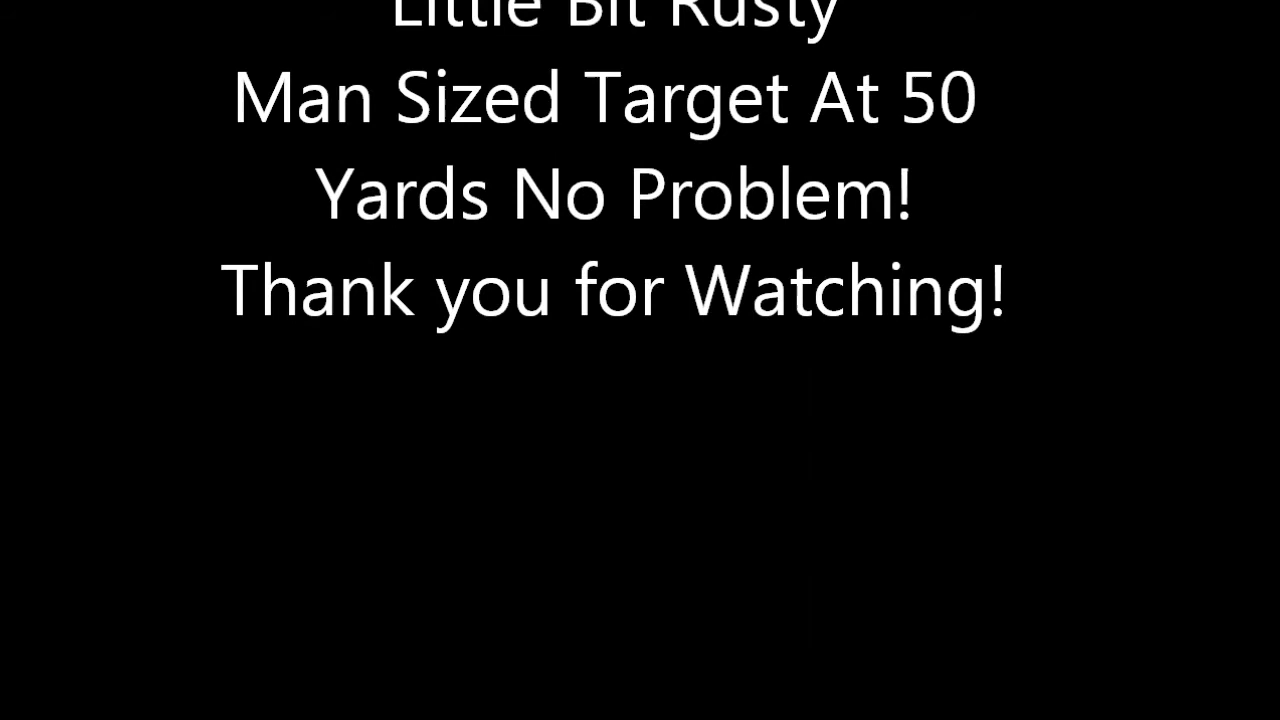 Little Bit Rusty
Man Sized Target At 50
Yards No Problem!
Thank you for Watching!